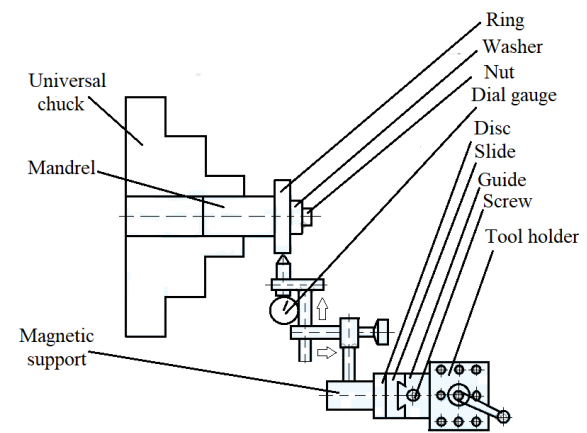 Ring
Washer
Nut
Dial gauge
Universal
chuck
Disc
Slide
Mandrel
Guide
Screw
Tool holder
Magnetic
support